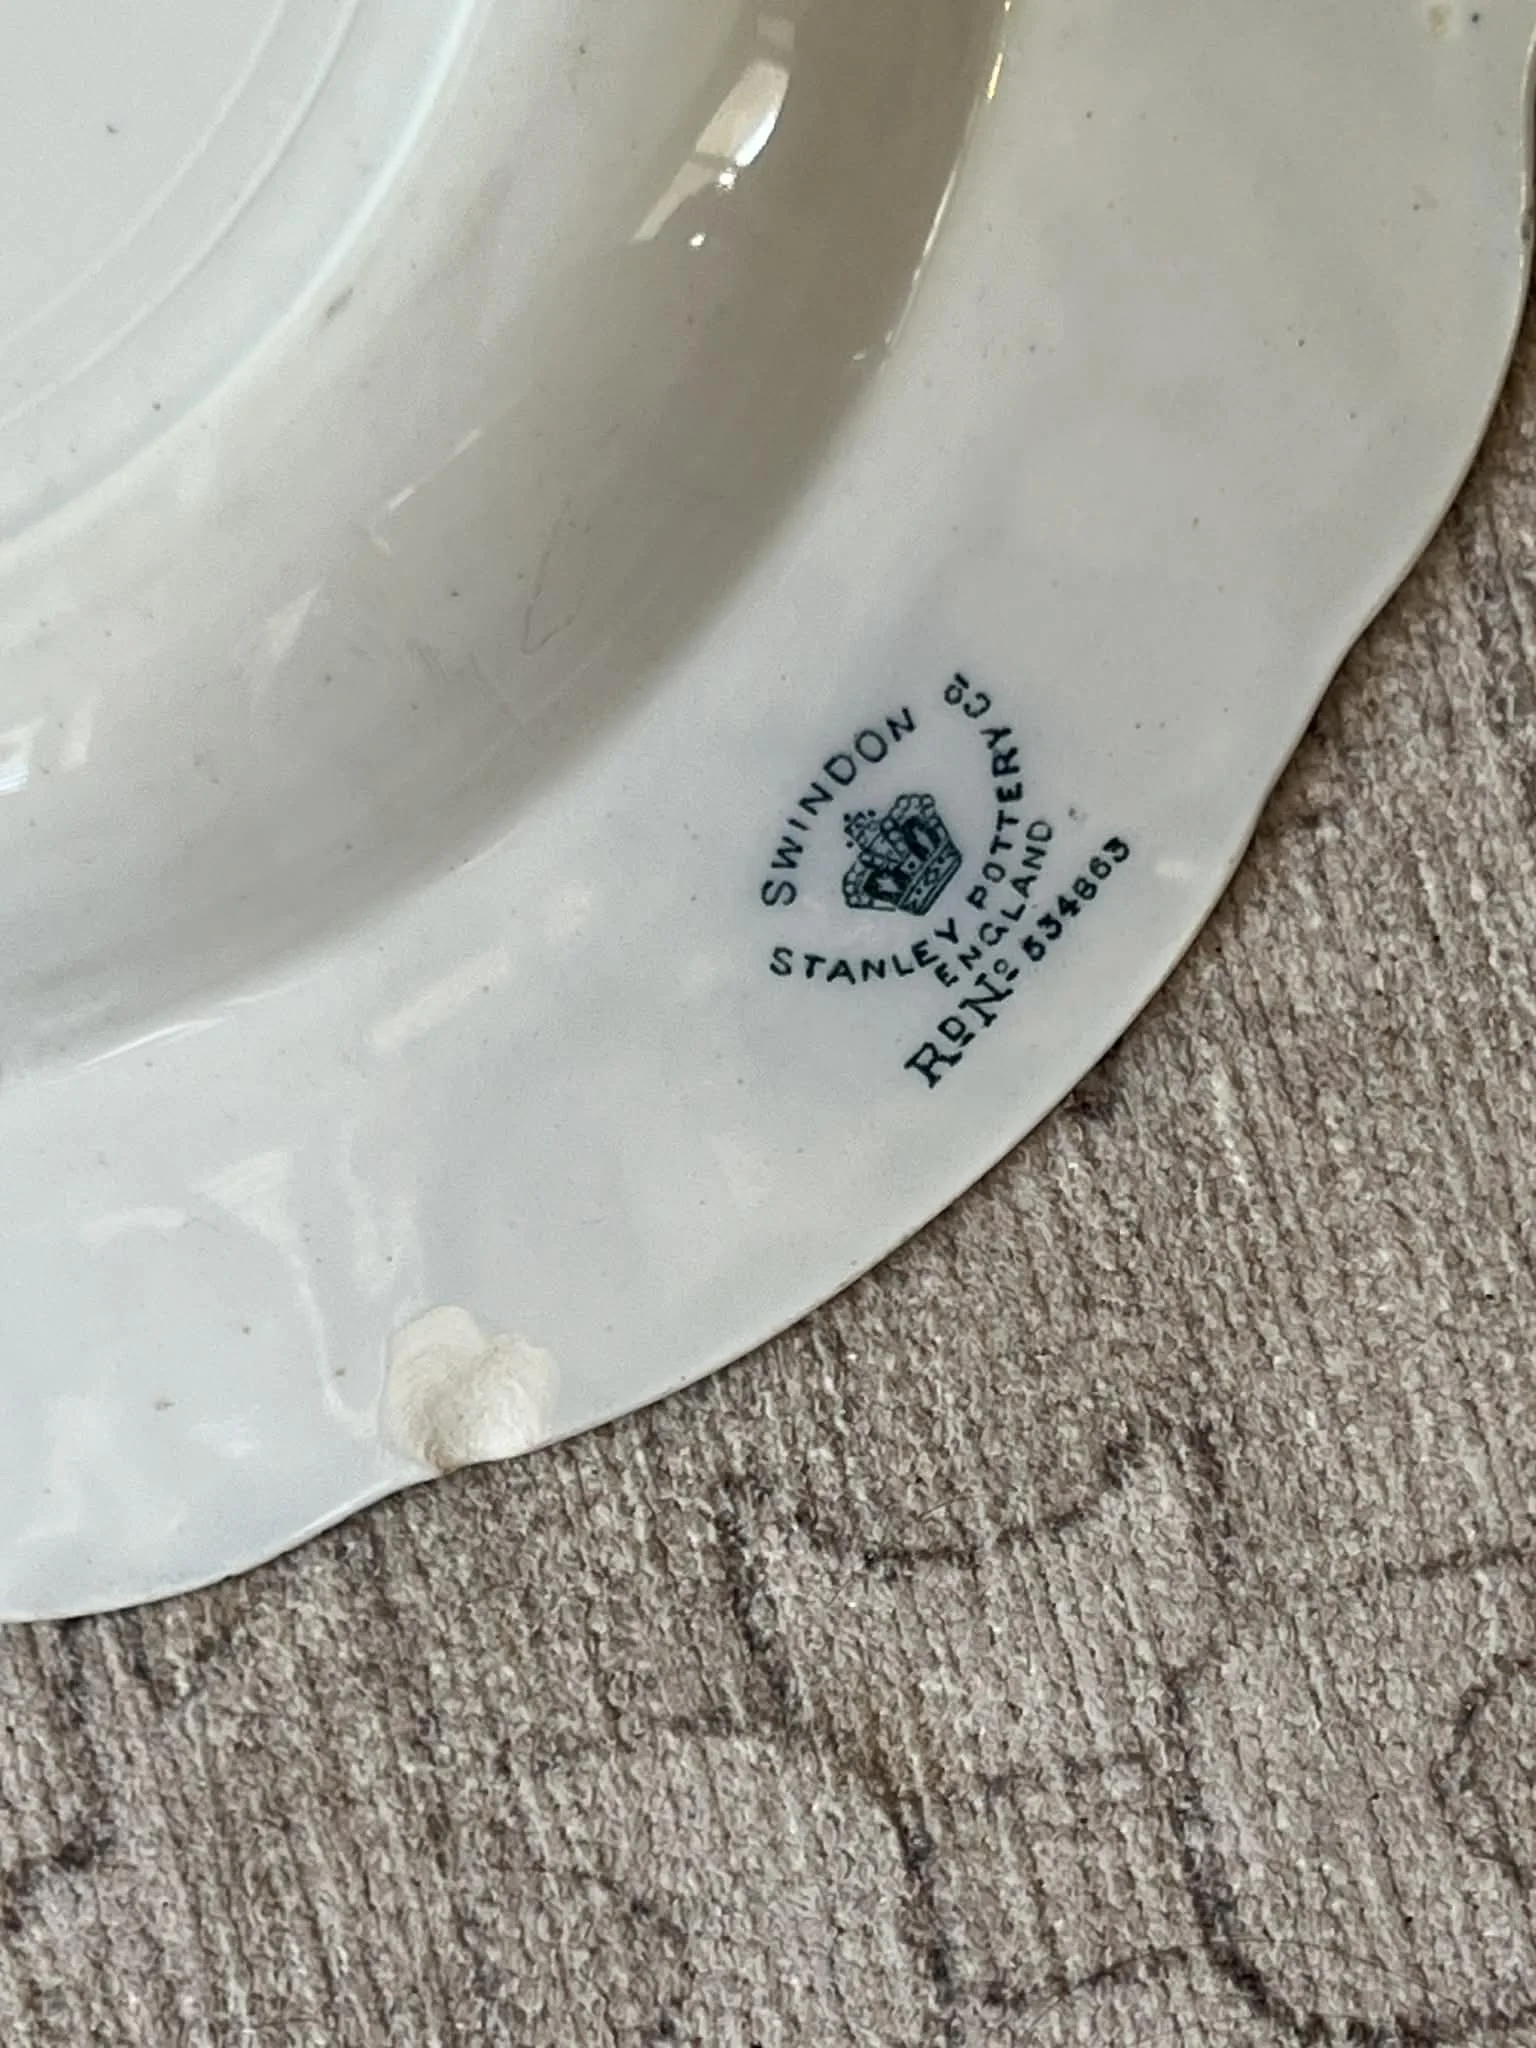 SWINDON
STANLEY POTTERY Co
ENGLAND
RD No 534863